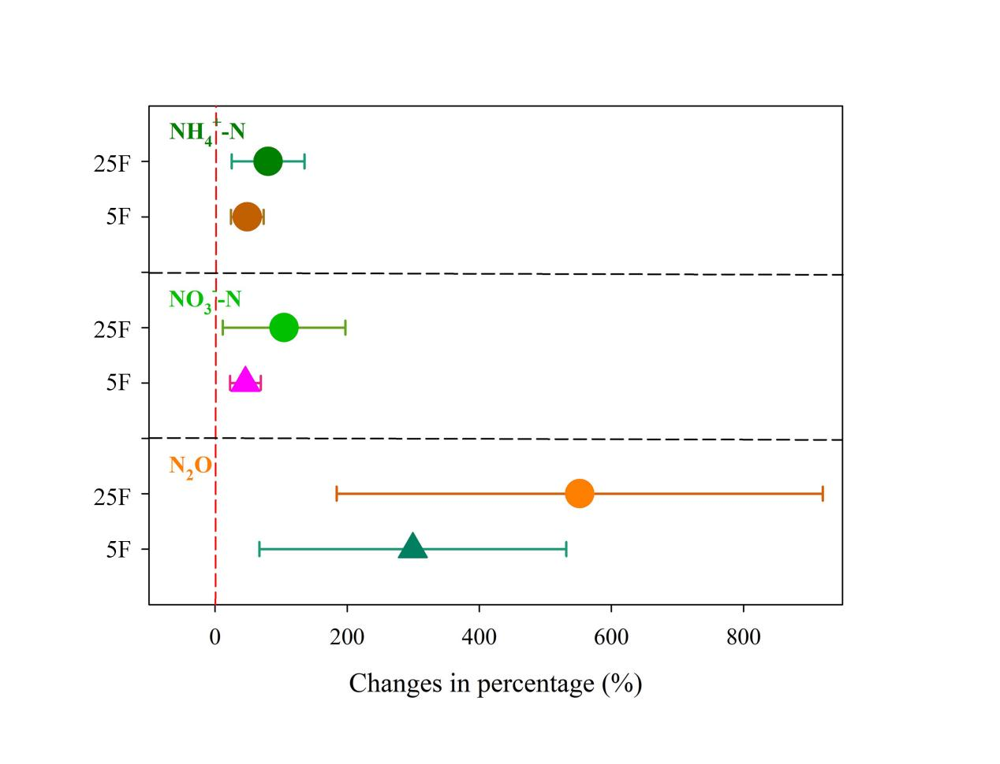 NH₄⁺-N
25F
5F
NO₃⁻-N
25F
5F
N₂O
25F
5F
0 200 400 600 800
Changes in percentage (%)